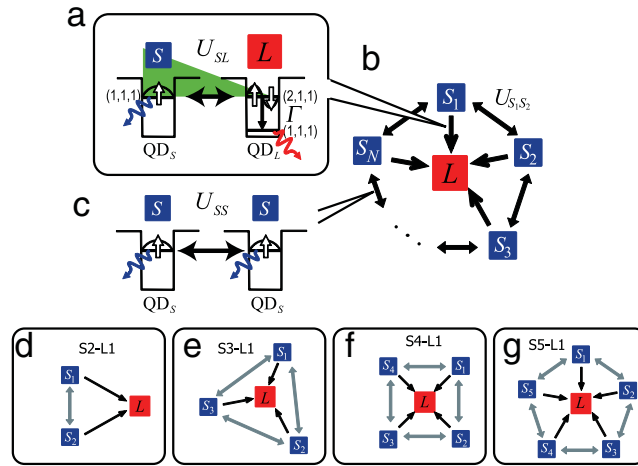 a
S
U_SL
L
(1,1,1)
(2,1,1)
Γ
(1,1,1)
QD_S
QD_L
b
S_1
U_{S_1S_2}
S_N
S_2
L
S_3
. . .
c
S
U_SS
S
QD_S
QD_S
d
S2-L1
S_1
L
S_2
e
S3-L1
S_1
L
S_3
S_2
f
S4-L1
S_4
S_1
L
S_3
S_2
g
S5-L1
S_1
S_5
S_2
L
S_4
S_3